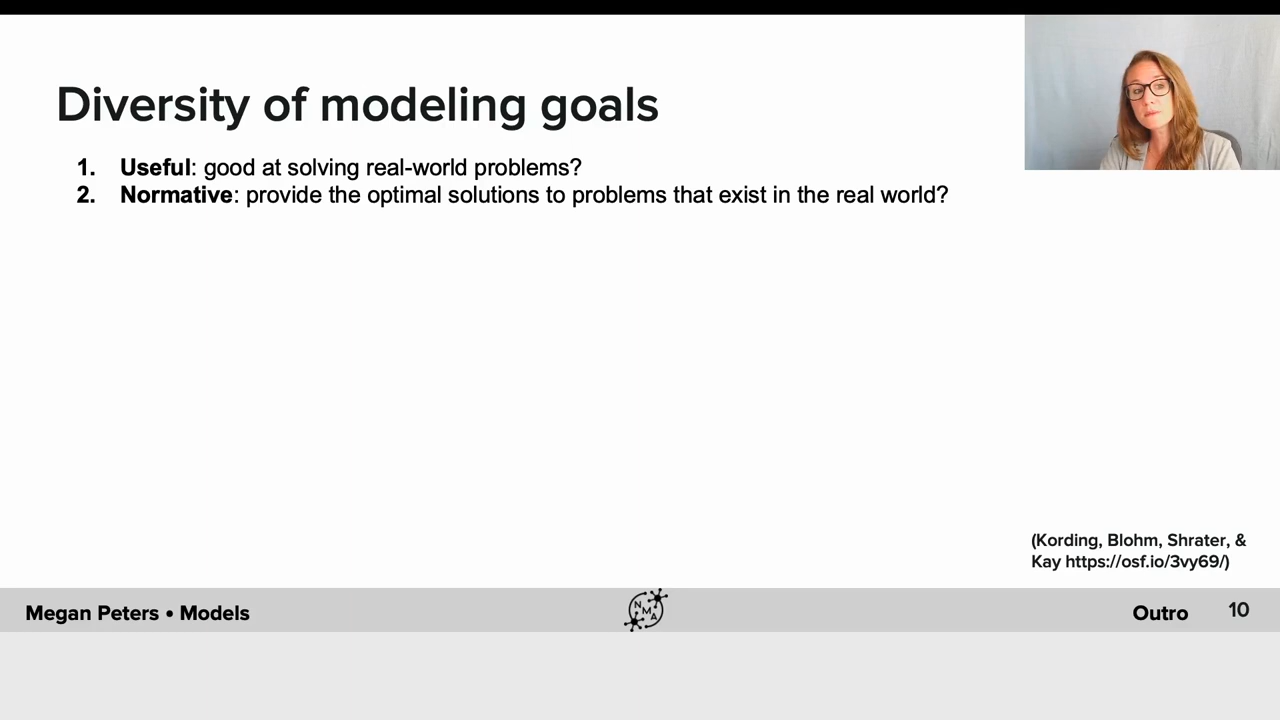 Diversity of modeling goals
1. Useful: good at solving real-world problems?
2. Normative: provide the optimal solutions to problems that exist in the real world?
(Kording, Blohm, Shrater, &
Kay https://osf.io/3vy69/)
Megan Peters • Models
NMA
Outro
10